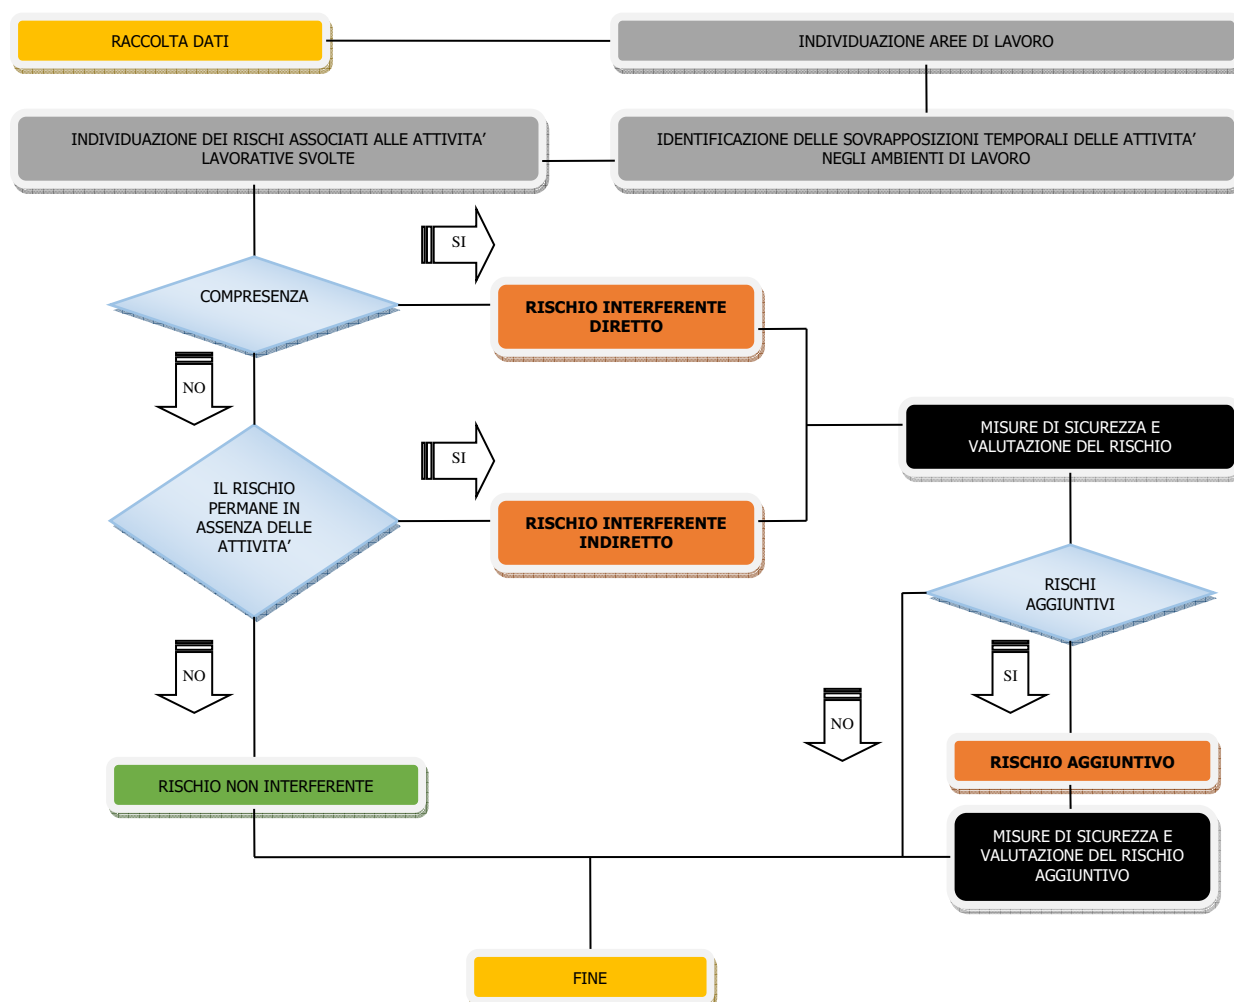 RACCOLTA DATI
INDIVIDUAZIONE AREE DI LAVORO
INDIVIDUAZIONE DEI RISCHI ASSOCIATI ALLE ATTIVITA’
LAVORATIVE SVOLTE
IDENTIFICAZIONE DELLE SOVRAPPOSIZIONI TEMPORALI DELLE ATTIVITA’
NEGLI AMBIENTI DI LAVORO
SI
COMPRESENZA
RISCHIO INTERFERENTE
DIRETTO
NO
MISURE DI SICUREZZA E
VALUTAZIONE DEL RISCHIO
SI
IL RISCHIO
PERMANE IN
ASSENZA DELLE
ATTIVITA’
RISCHIO INTERFERENTE
INDIRETTO
RISCHI
AGGIUNTIVI
NO
SI
NO
RISCHIO NON INTERFERENTE
RISCHIO AGGIUNTIVO
MISURE DI SICUREZZA E
VALUTAZIONE DEL RISCHIO
AGGIUNTIVO
FINE